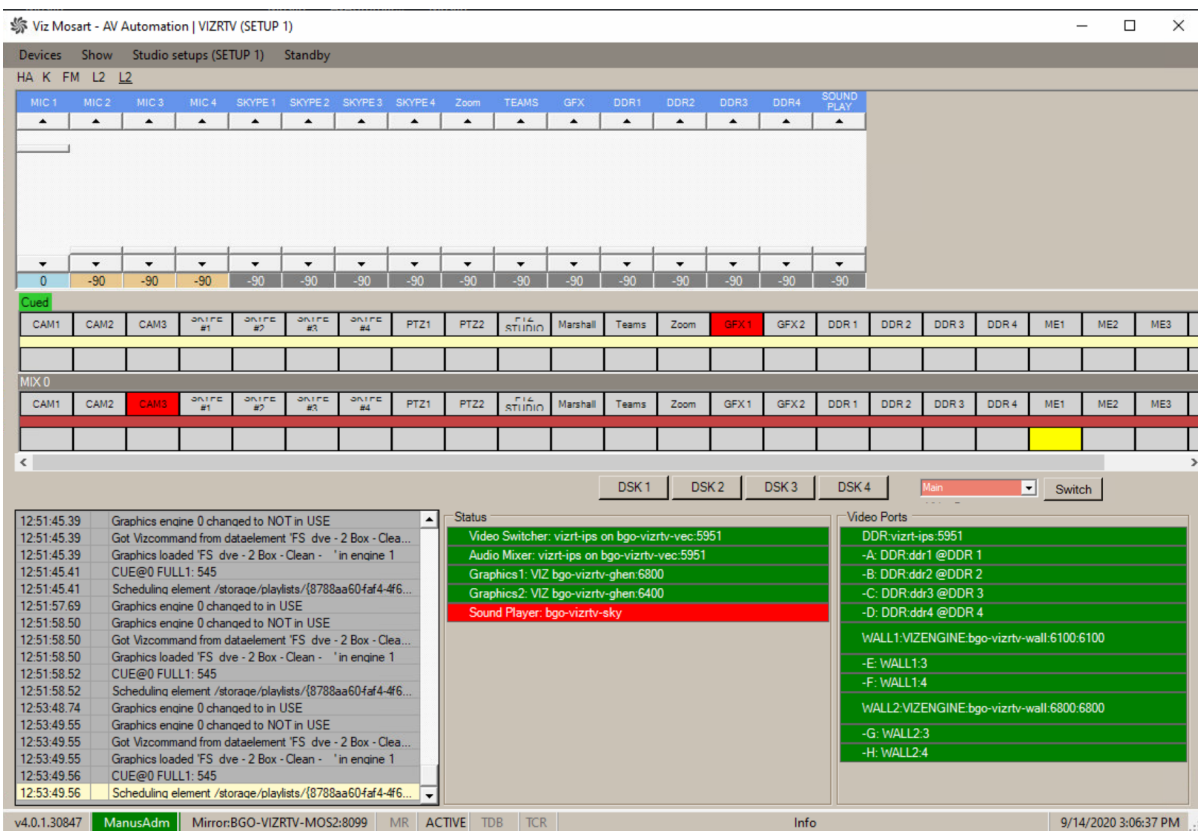 Viz Mosart - AV Automation | VIZRTV (SETUP 1)
Devices Show Studio setups (SETUP 1) Standby
HA K FM L2 L2
MIC 1 MIC 2 MIC 3 MIC 4 SKYPE 1 SKYPE 2 SKYPE 3 SKYPE 4 Zoom TEAMS GFX DDR1 DDR2 DDR3 DDR4 SOUND PLAY
0 -90 -90 -90 -90 -90 -90 -90 -90 -90 -90 -90 -90 -90 -90 -90
Cued
CAM1 CAM2 CAM3 #1 #2 #3 #4 PTZ1 PTZ2 STUDIO Marshall Teams Zoom GFX 1 GFX 2 DDR 1 DDR 2 DDR 3 DDR 4 ME1 ME2 ME3
MIX 0
CAM1 CAM2 CAM3 #1 #2 #3 #4 PTZ1 PTZ2 STUDIO Marshall Teams Zoom GFX 1 GFX 2 DDR 1 DDR 2 DDR 3 DDR 4 ME1 ME2 ME3
DSK 1 DSK 2 DSK 3 DSK 4 Main Switch
12:51:45.39 Graphics engine 0 changed to NOT in USE
12:51:45.39 Got Vizcommand from dataelement 'FS dve - 2 Box - Clea...
12:51:45.39 Graphics loaded 'FS dve - 2 Box - Clean - ' in engine 1
12:51:45.41 CUE@0 FULL1: 545
12:51:45.41 Scheduling element /storage/playlists/{8788aa60-faf4-4f6...
12:51:57.69 Graphics engine 0 changed to in USE
12:51:58.50 Graphics engine 0 changed to NOT in USE
12:51:58.50 Got Vizcommand from dataelement 'FS dve - 2 Box - Clea...
12:51:58.50 Graphics loaded 'FS dve - 2 Box - Clean - ' in engine 1
12:51:58.52 CUE@0 FULL1: 545
12:51:58.52 Scheduling element /storage/playlists/{8788aa60-faf4-4f6...
12:53:48.74 Graphics engine 0 changed to in USE
12:53:49.55 Graphics engine 0 changed to NOT in USE
12:53:49.55 Got Vizcommand from dataelement 'FS dve - 2 Box - Clea...
12:53:49.55 Graphics loaded 'FS dve - 2 Box - Clean - ' in engine 1
12:53:49.56 CUE@0 FULL1: 545
12:53:49.56 Scheduling element /storage/playlists/{8788aa60-faf4-4f6...
Status
Video Switcher: vizrt-ips on bgo-vizrtv-vec:5951
Audio Mixer: vizrt-ips on bgo-vizrtv-vec:5951
Graphics1: VIZ bgo-vizrtv-ghen:6800
Graphics2: VIZ bgo-vizrtv-ghen:6400
Sound Player: bgo-vizrtv-sky
Video Ports
DDR:vizrt-ips:5951
-A: DDR:ddr1 @DDR 1
-B: DDR:ddr2 @DDR 2
-C: DDR:ddr3 @DDR 3
-D: DDR:ddr4 @DDR 4
WALL1:VIZENGINE:bgo-vizrtv-wall:6100:6100
-E: WALL1:3
-F: WALL1:4
WALL2:VIZENGINE:bgo-vizrtv-wall:6800:6800
-G: WALL2:3
-H: WALL2:4
v4.0.1.30847 ManusAdm Mirror:BGO-VIZRTV-MOS2:8099 MR ACTIVE TDB TCR Info 9/14/2020 3:06:37 PM